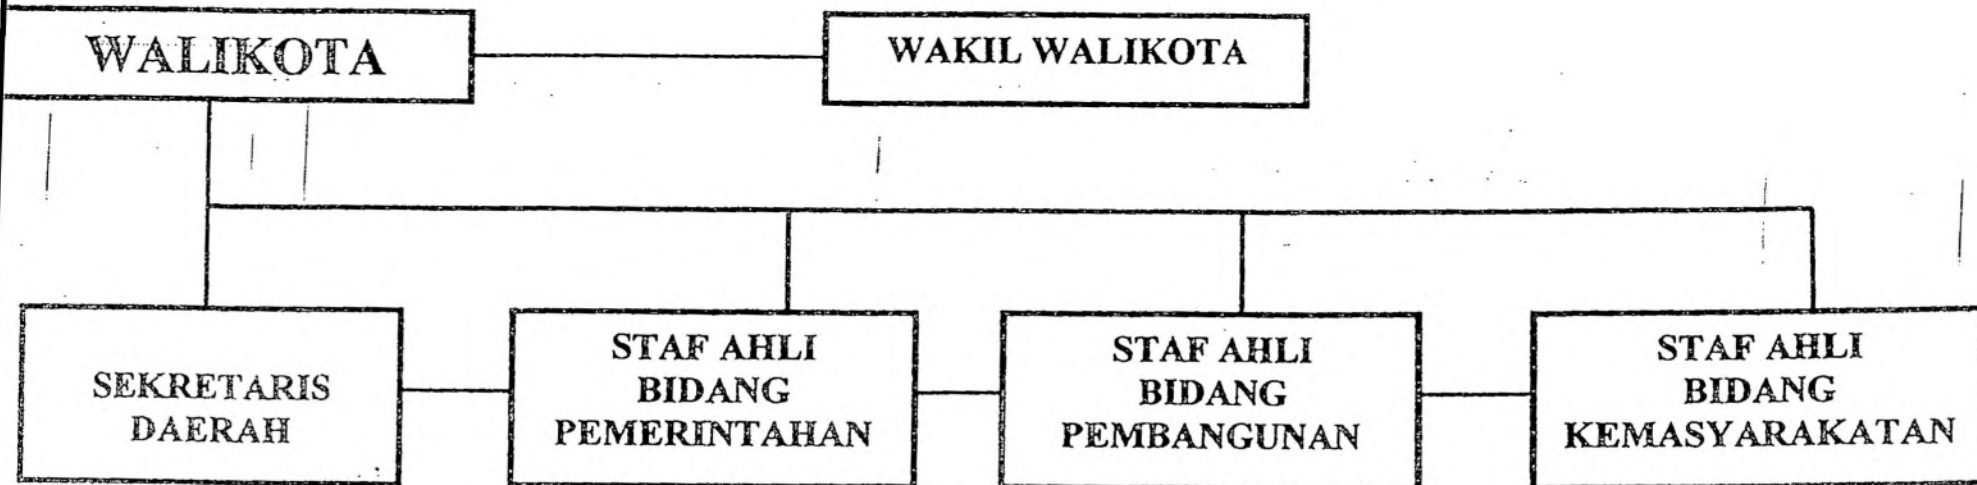 WALIKOTA
WAKIL WALIKOTA
SEKRETARIS
DAERAH
STAF AHLI
BIDANG
PEMERINTAHAN
STAF AHLI
BIDANG
PEMBANGUNAN
STAF AHLI
BIDANG
KEMASYARAKATAN